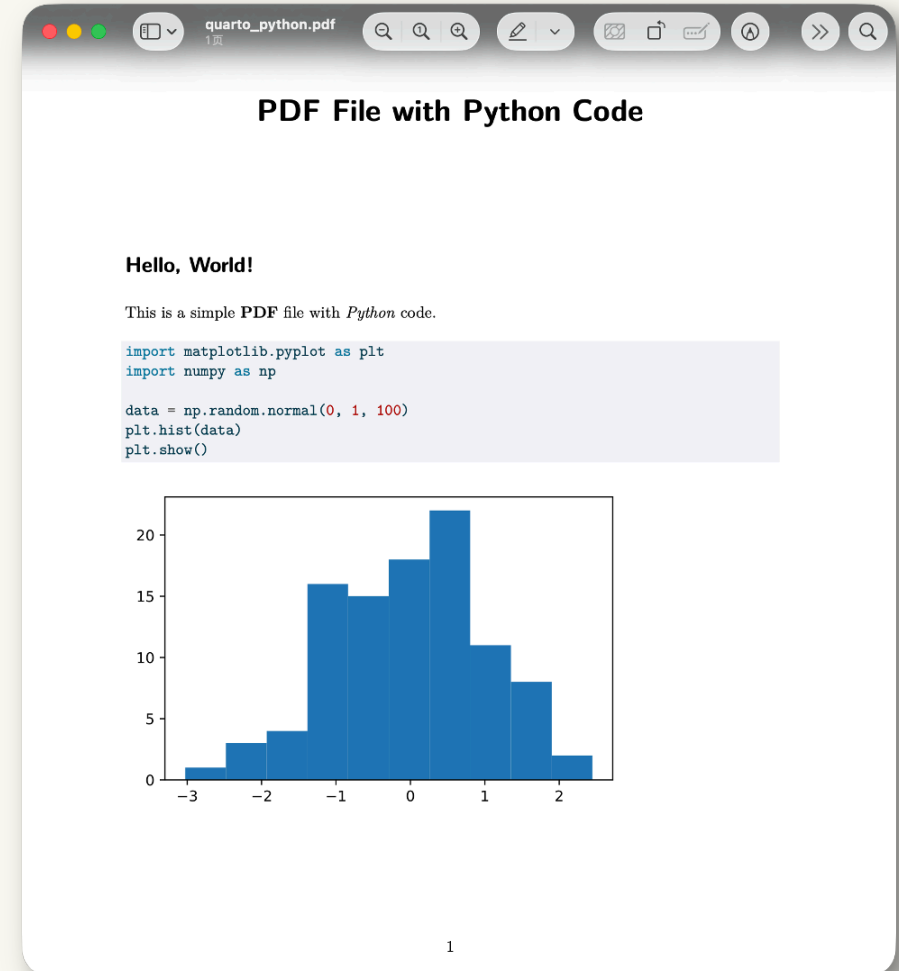 quarto_python.pdf
1页
PDF File with Python Code
Hello, World!
This is a simple PDF file with Python code.
import matplotlib.pyplot as plt
import numpy as np
data = np.random.normal(0, 1, 100)
plt.hist(data)
plt.show()
20
15
10
5
0
−3 −2 −1 0 1 2
1